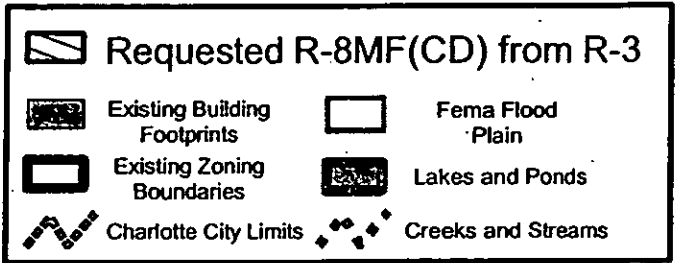 Requested R-8MF(CD) from R-3
Existing Building
Footprints
Fema Flood
Plain
Existing Zoning
Boundaries
Lakes and Ponds
Charlotte City Limits
Creeks and Streams